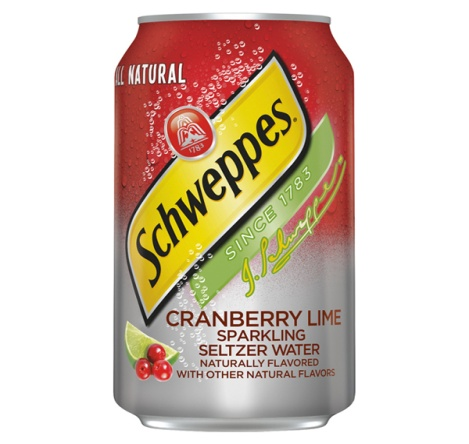 ALL NATURAL
1783
Schweppes
SINCE 1783
J. Schweppe
CRANBERRY LIME
SPARKLING
SELTZER WATER
NATURALLY FLAVORED
WITH OTHER NATURAL FLAVORS